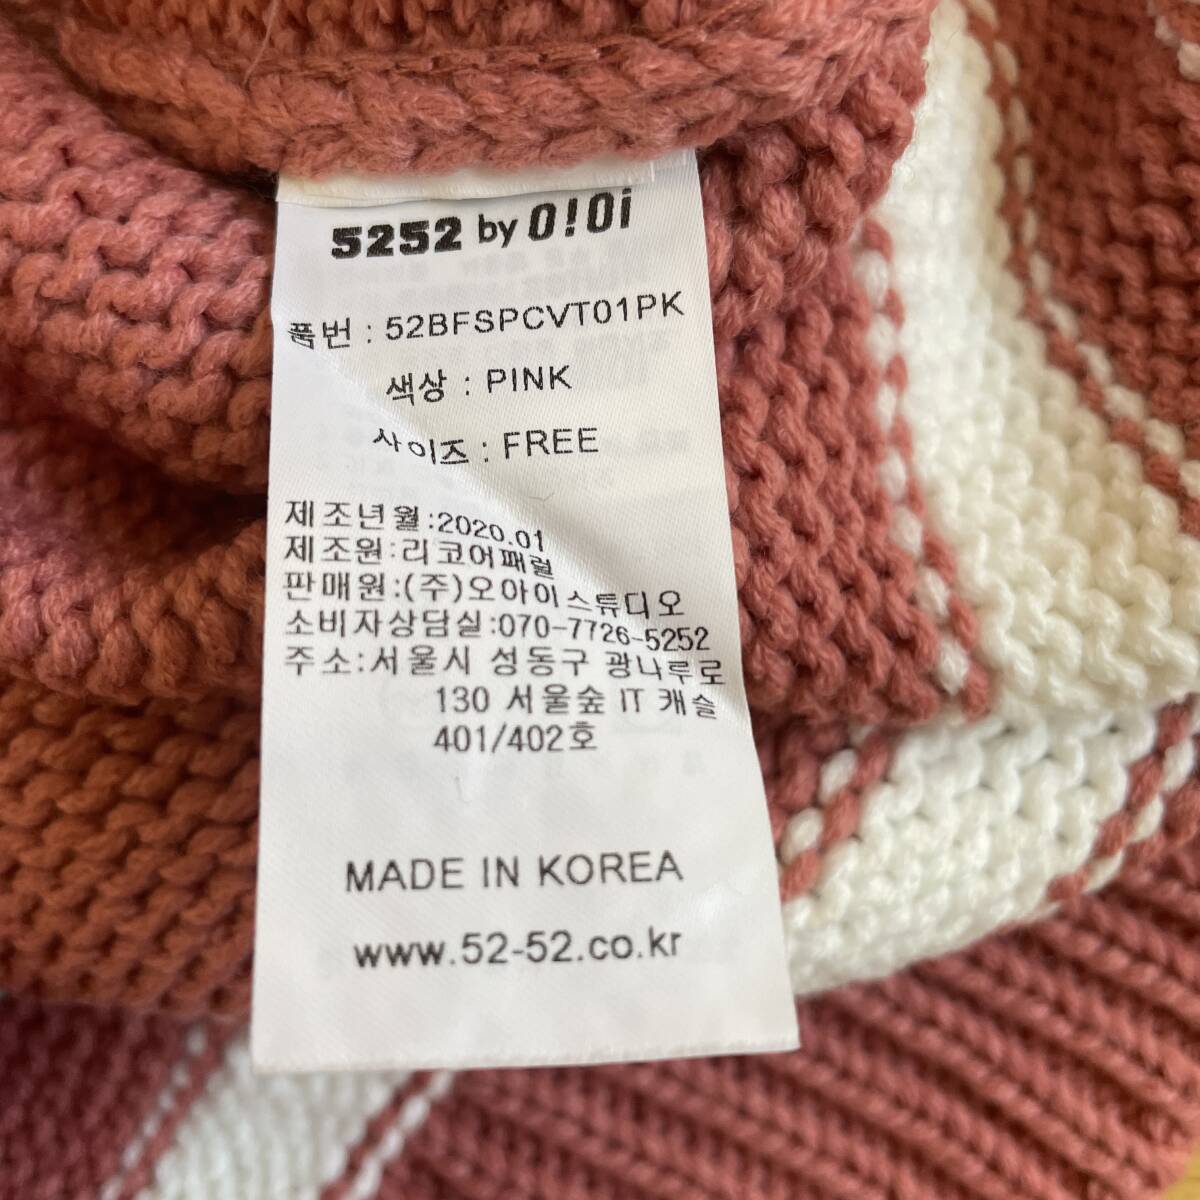 5252 by O!Oi
품번 : 52BFSPCVT01PK
색상 : PINK
사이즈 : FREE
제조년월:2020.01
제조원:리코어패럴
판매원:(주)오아이스튜디오
소비자상담실:070-7726-5252
주소:서울시 성동구 광나루로
130 서울숲 IT 캐슬
401/402호
MADE IN KOREA
www.52-52.co.kr